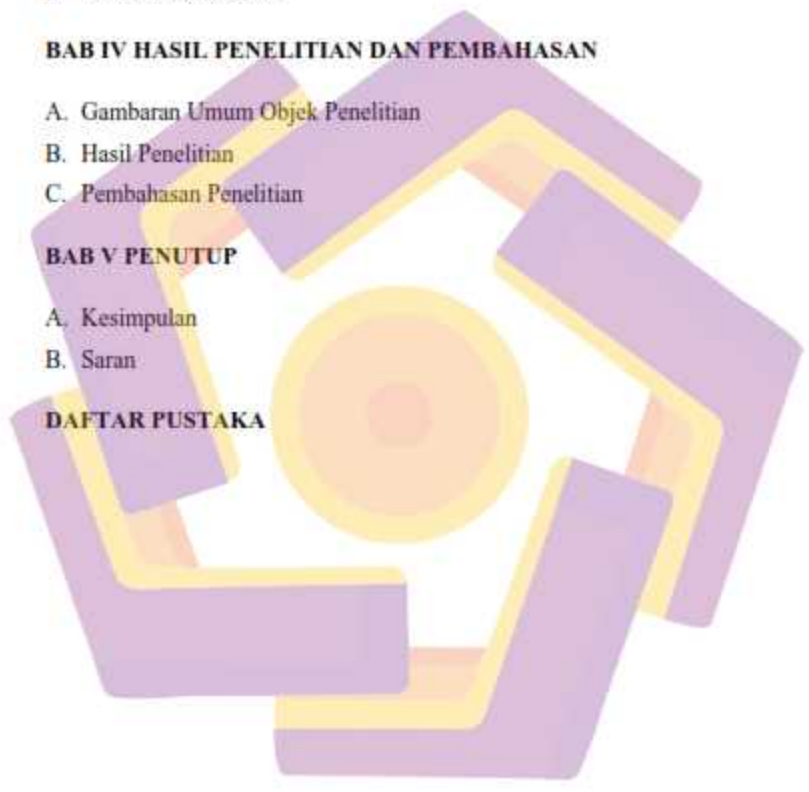 BAB IV HASIL PENELITIAN DAN PEMBAHASAN
A. Gambaran Umum Objek Penelitian
B. Hasil Penelitian
C. Pembahasan Penelitian
BAB V PENUTUP
A. Kesimpulan
B. Saran
DAFTAR PUSTAKA